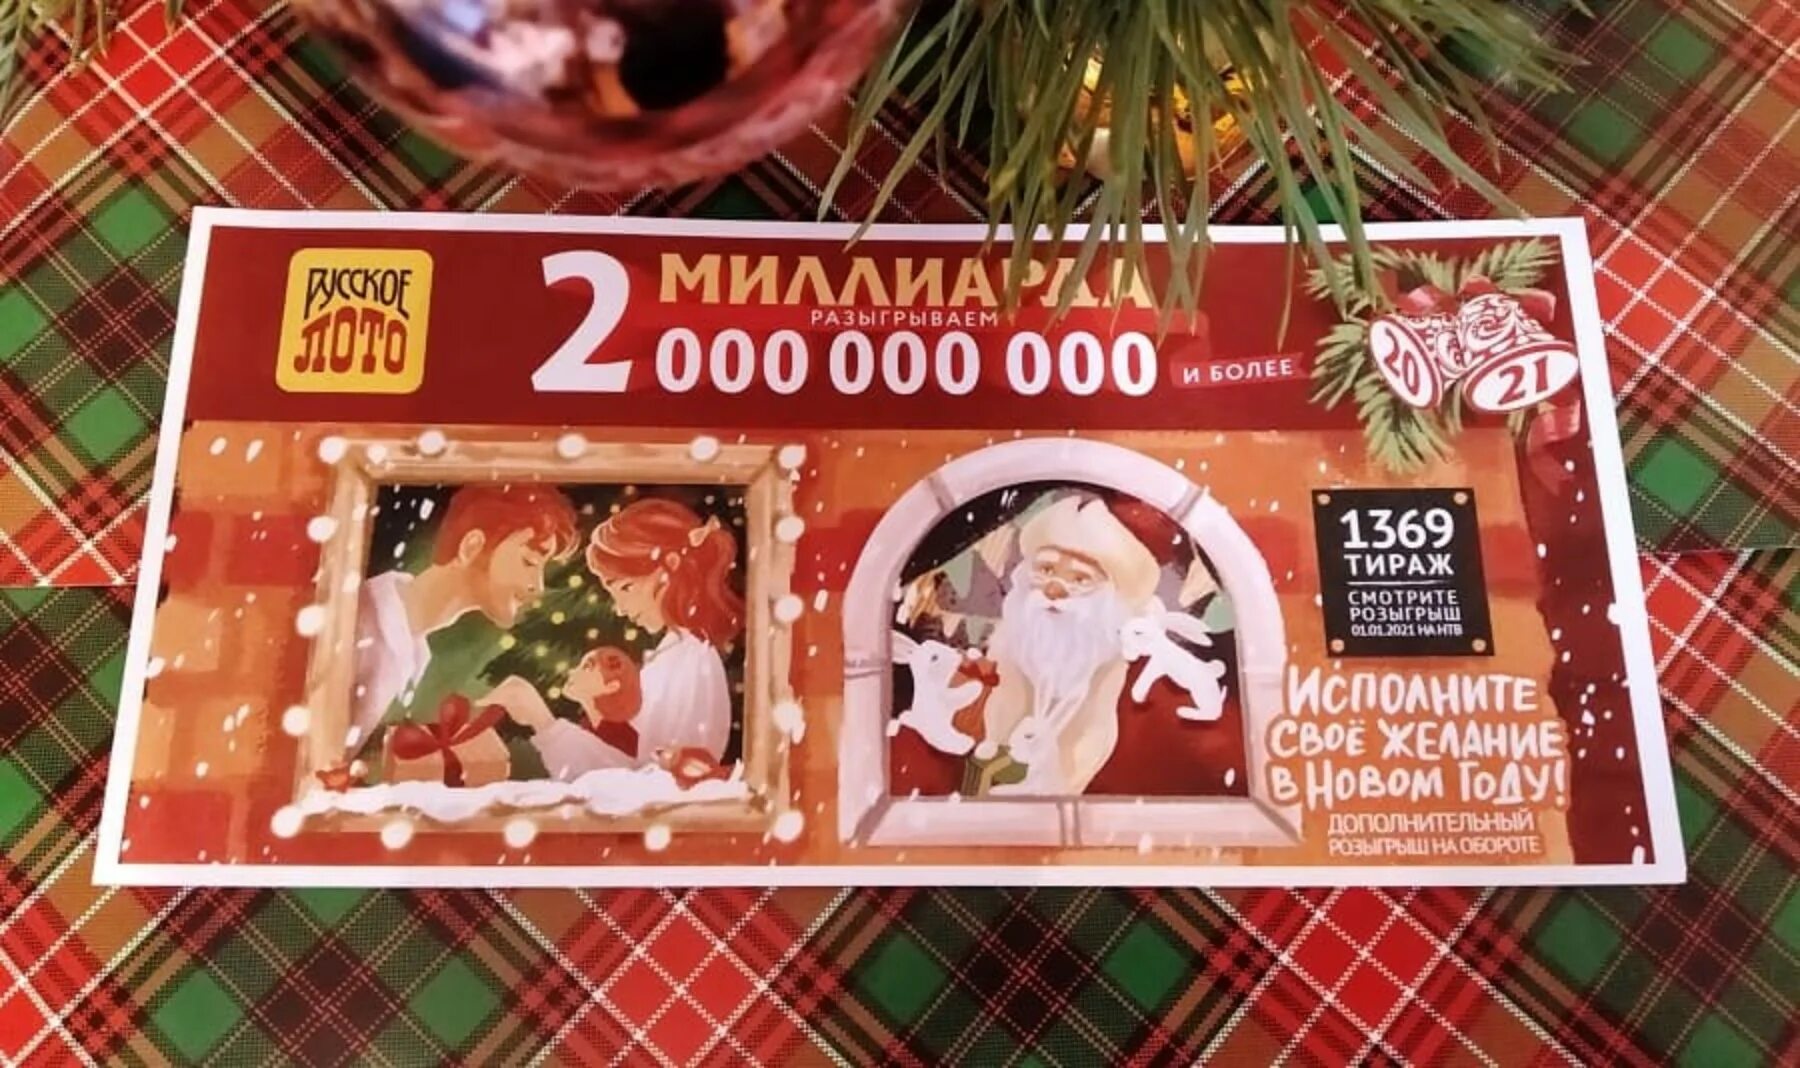 РУССКОЕ
ЛОТО
2 МИЛЛИАРДА
РАЗЫГРЫВАЕМ
000 000 000 И БОЛЕЕ
20 21
1369
ТИРАЖ
СМОТРИТЕ
РОЗЫГРЫШ
01.01.2021 НА НТВ
ИСПОЛНИТЕ
СВОЁ ЖЕЛАНИЕ
В НОВОМ ГОДУ!
ДОПОЛНИТЕЛЬНЫЙ
РОЗЫГРЫШ НА ОБОРОТЕ